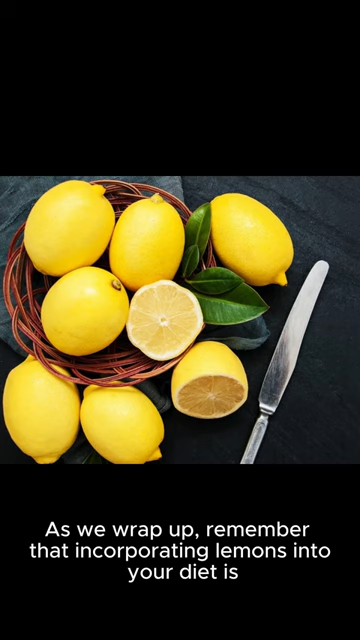 As we wrap up, remember
that incorporating lemons into
your diet is